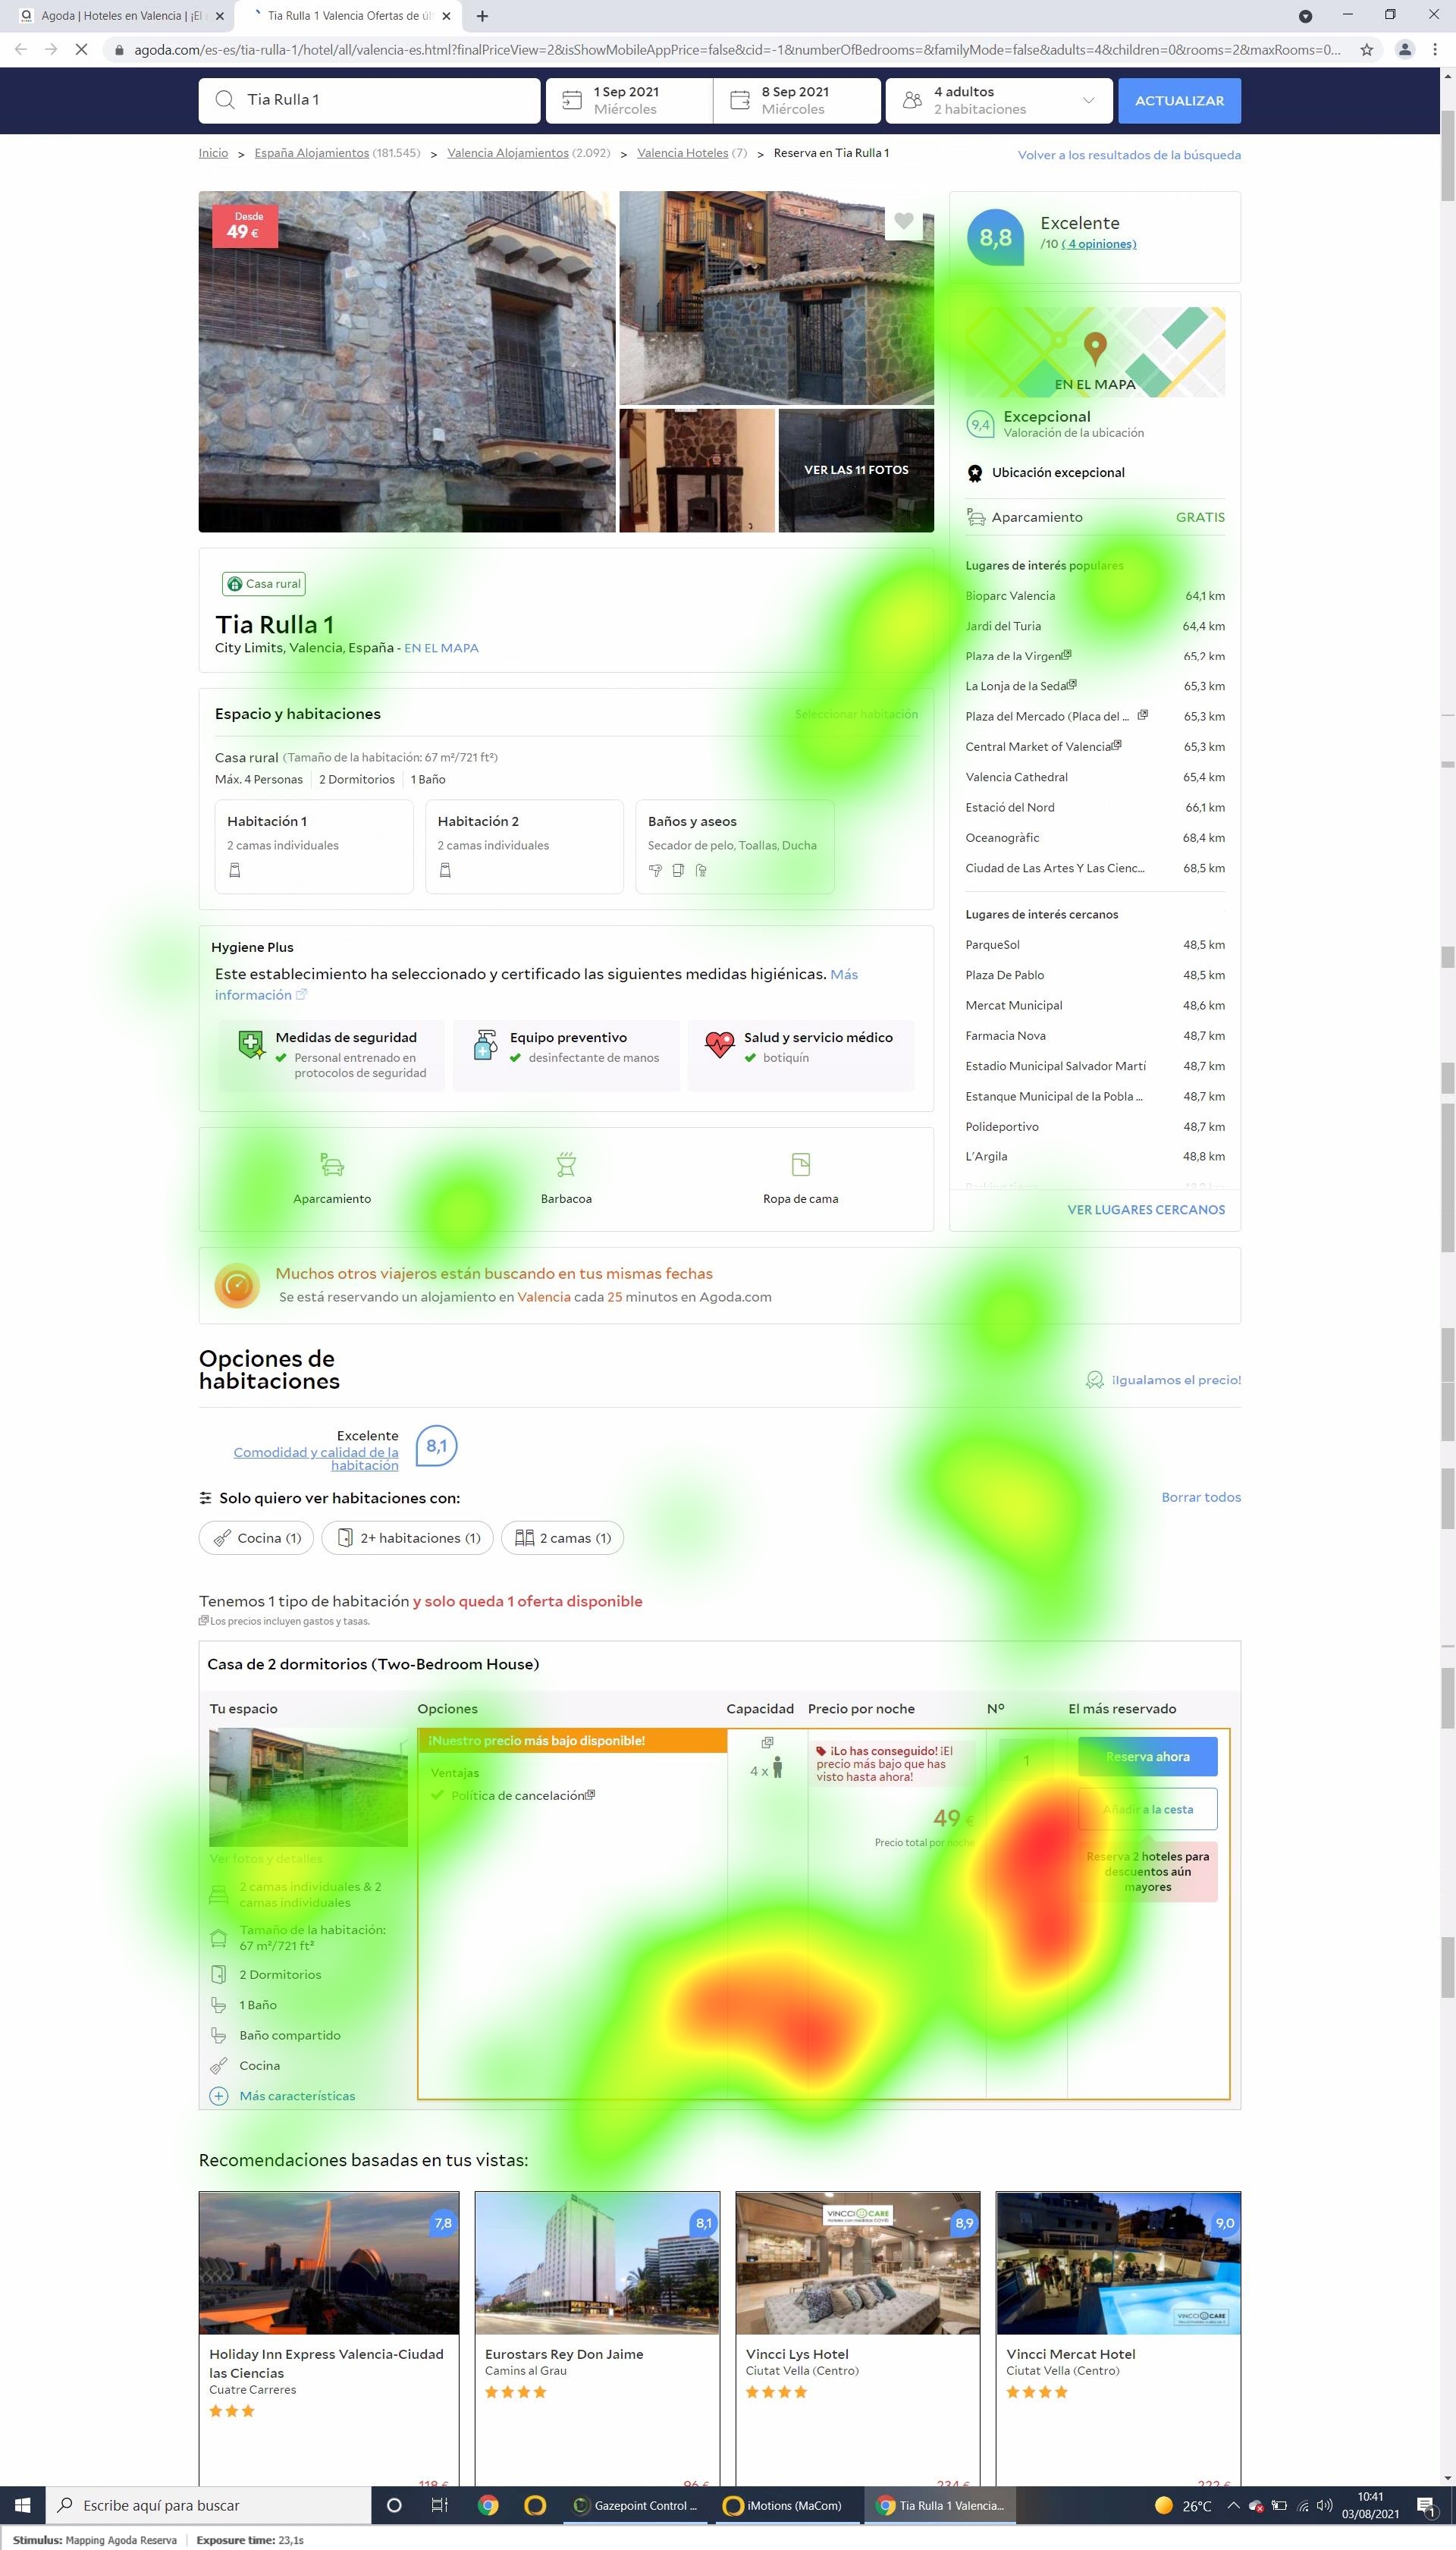 Agoda | Hoteles en Valencia | ¡El
Tia Rulla 1 Valencia Ofertas de úl
agoda.com/es-es/tia-rulla-1/hotel/all/valencia-es.html?finalPriceView=2&isShowMobileAppPrice=false&cid=-1&numberOfBedrooms=&familyMode=false&adults=4&children=0&rooms=2&maxRooms=0...
Tia Rulla 1
1 Sep 2021
Miércoles
8 Sep 2021
Miércoles
4 adultos
2 habitaciones
ACTUALIZAR
Inicio > España Alojamientos (181.545) > Valencia Alojamientos (2.092) > Valencia Hoteles (7) > Reserva en Tia Rulla 1
Volver a los resultados de la búsqueda
Desde
49 €
VER LAS 11 FOTOS
8,8
Excelente
/10 ( 4 opiniones)
EN EL MAPA
9,4
Excepcional
Valoración de la ubicación
Ubicación excepcional
Aparcamiento GRATIS
Lugares de interés populares
Bioparc Valencia 64,1 km
Jardi del Turia 64,4 km
Plaza de la Virgen 65,2 km
La Lonja de la Seda 65,3 km
Plaza del Mercado (Placa del ... 65,3 km
Central Market of Valencia 65,3 km
Valencia Cathedral 65,4 km
Estació del Nord 66,1 km
Oceanogràfic 68,4 km
Ciudad de Las Artes Y Las Cienc... 68,5 km
Lugares de interés cercanos
ParqueSol 48,5 km
Plaza De Pablo 48,5 km
Mercat Municipal 48,6 km
Farmacia Nova 48,7 km
Estadio Municipal Salvador Martí 48,7 km
Estanque Municipal de la Pobla ... 48,7 km
Polideportivo 48,7 km
L'Argila 48,8 km
VER LUGARES CERCANOS
Casa rural
Tia Rulla 1
City Limits, Valencia, España - EN EL MAPA
Espacio y habitaciones
Seleccionar habitación
Casa rural (Tamaño de la habitación: 67 m²/721 ft²)
Máx. 4 Personas 2 Dormitorios 1 Baño
Habitación 1
2 camas individuales
Habitación 2
2 camas individuales
Baños y aseos
Secador de pelo, Toallas, Ducha
Hygiene Plus
Este establecimiento ha seleccionado y certificado las siguientes medidas higiénicas. Más
información
Medidas de seguridad
Personal entrenado en
protocolos de seguridad
Equipo preventivo
desinfectante de manos
Salud y servicio médico
botiquín
Aparcamiento
Barbacoa
Ropa de cama
Muchos otros viajeros están buscando en tus mismas fechas
Se está reservando un alojamiento en Valencia cada 25 minutos en Agoda.com
Opciones de
habitaciones
¡Igualamos el precio!
Excelente
Comodidad y calidad de la
habitación
8,1
Solo quiero ver habitaciones con:
Borrar todos
Cocina (1)
2+ habitaciones (1)
2 camas (1)
Tenemos 1 tipo de habitación y solo queda 1 oferta disponible
Los precios incluyen gastos y tasas.
Casa de 2 dormitorios (Two-Bedroom House)
Tu espacio
Opciones
Capacidad
Precio por noche
Nº
El más reservado
¡Nuestro precio más bajo disponible!
Ventajas
Política de cancelación
4 x
¡Lo has conseguido! ¡El
precio más bajo que has
visto hasta ahora!
49 €
Precio total por noche
1
Reserva ahora
Añadir a la cesta
Reserva 2 hoteles para
descuentos aún
mayores
Ver fotos y detalles
2 camas individuales & 2
camas individuales
Tamaño de la habitación:
67 m²/721 ft²
2 Dormitorios
1 Baño
Baño compartido
Cocina
Más características
Recomendaciones basadas en tus vistas:
7,8
Holiday Inn Express Valencia-Ciudad
las Ciencias
Cuatre Carreres
8,1
Eurostars Rey Don Jaime
Camins al Grau
VINCCI CARE
8,9
Vincci Lys Hotel
Ciutat Vella (Centro)
9,0
VINCCI CARE
Vincci Mercat Hotel
Ciutat Vella (Centro)
118 €
96 €
234 €
222 €
Escribe aquí para buscar
Gazepoint Control ...
iMotions (MaCom)
Tia Rulla 1 Valencia...
26°C
10:41
03/08/2021
1
Stimulus: Mapping Agoda Reserva Exposure time: 23,1s